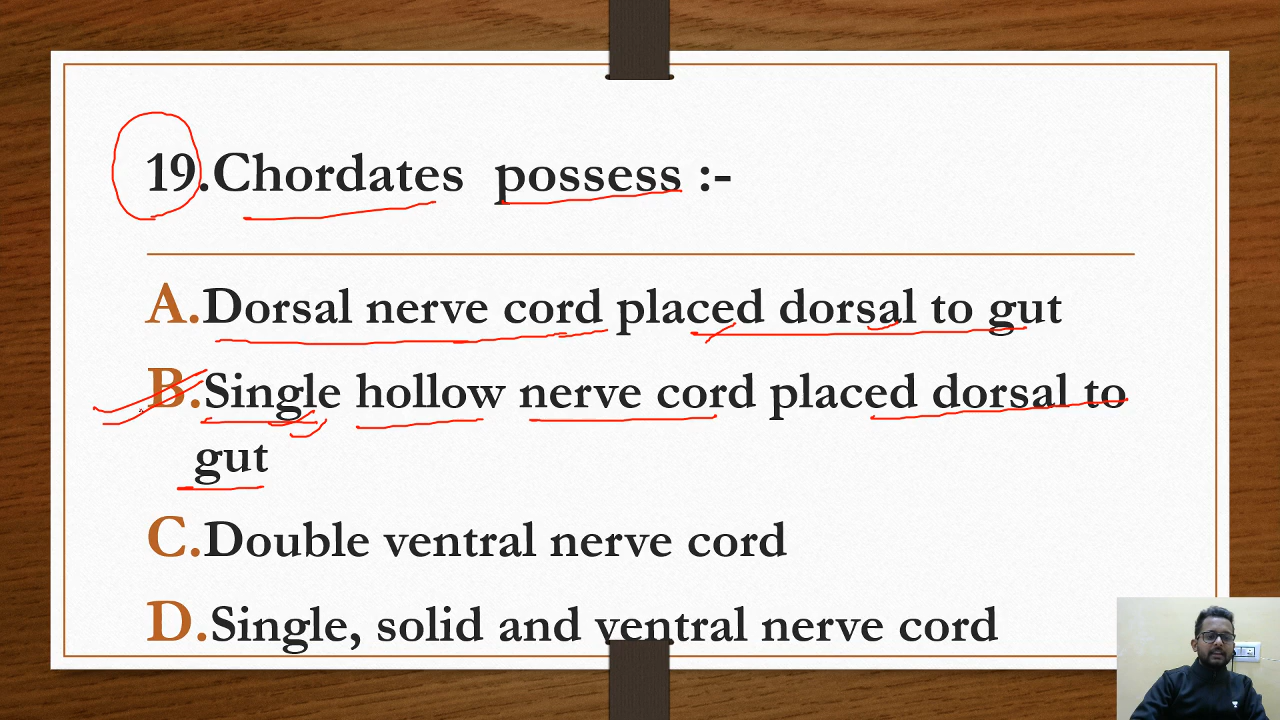 19.Chordates possess :-
A.Dorsal nerve cord placed dorsal to gut
B.Single hollow nerve cord placed dorsal to
gut
C.Double ventral nerve cord
D.Single, solid and ventral nerve cord